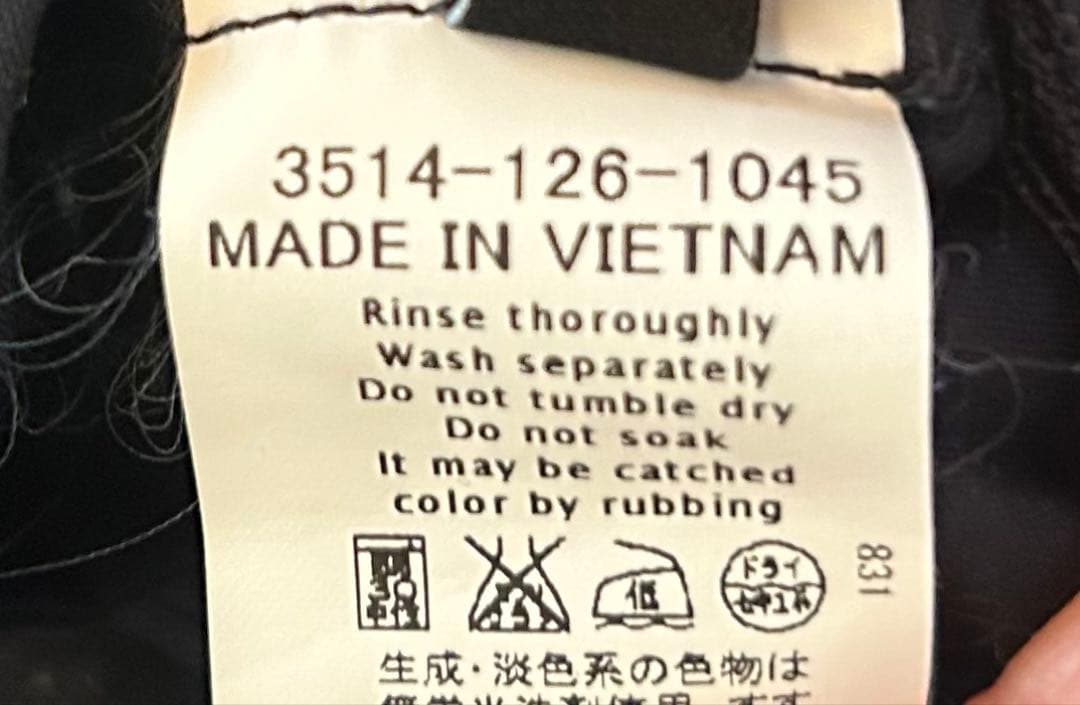 3514-126-1045
MADE IN VIETNAM
Rinse thoroughly
Wash separately
Do not tumble dry
Do not soak
It may be catched
color by rubbing
低
ドライ
831
生成・淡色系の色物は